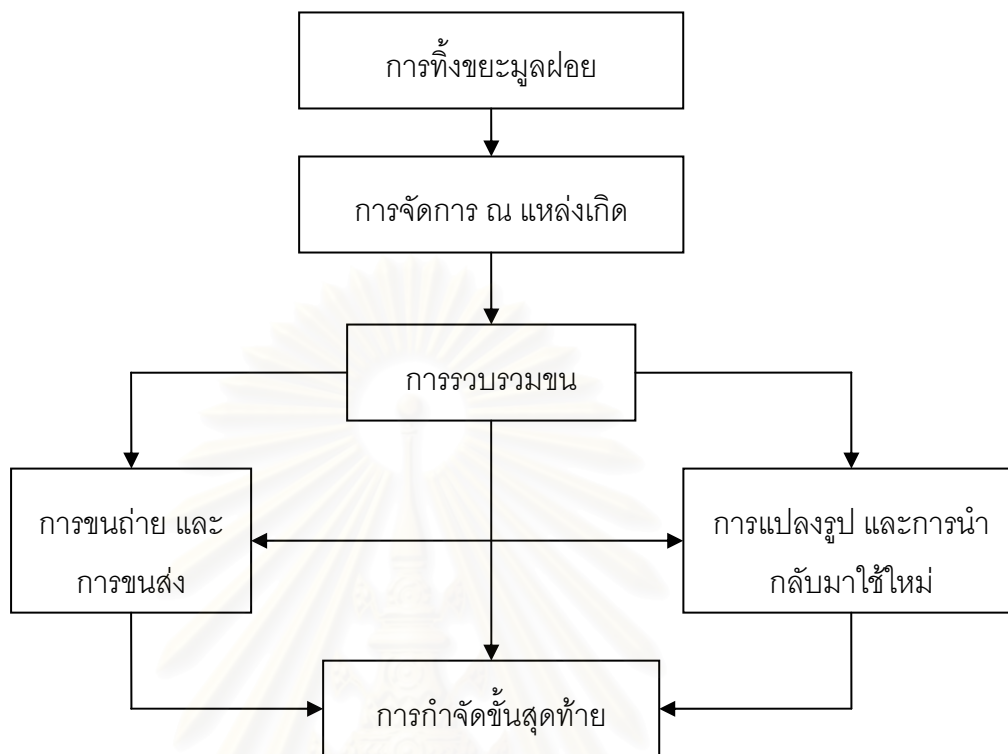 การทิ้งขยะมูลฝอย
การจัดการ ณ แหล่งเกิด
การรวบรวมขน
การขนถ่าย และ
การขนส่ง
การแปลงรูป และการนำ
กลับมาใช้ใหม่
การกำจัดขั้นสุดท้าย